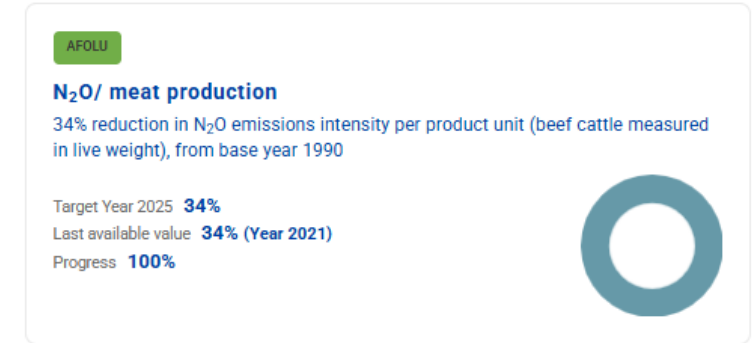 AFOLU
N₂O/ meat production
34% reduction in N₂O emissions intensity per product unit (beef cattle measured
in live weight), from base year 1990
Target Year 2025 34%
Last available value 34% (Year 2021)
Progress 100%